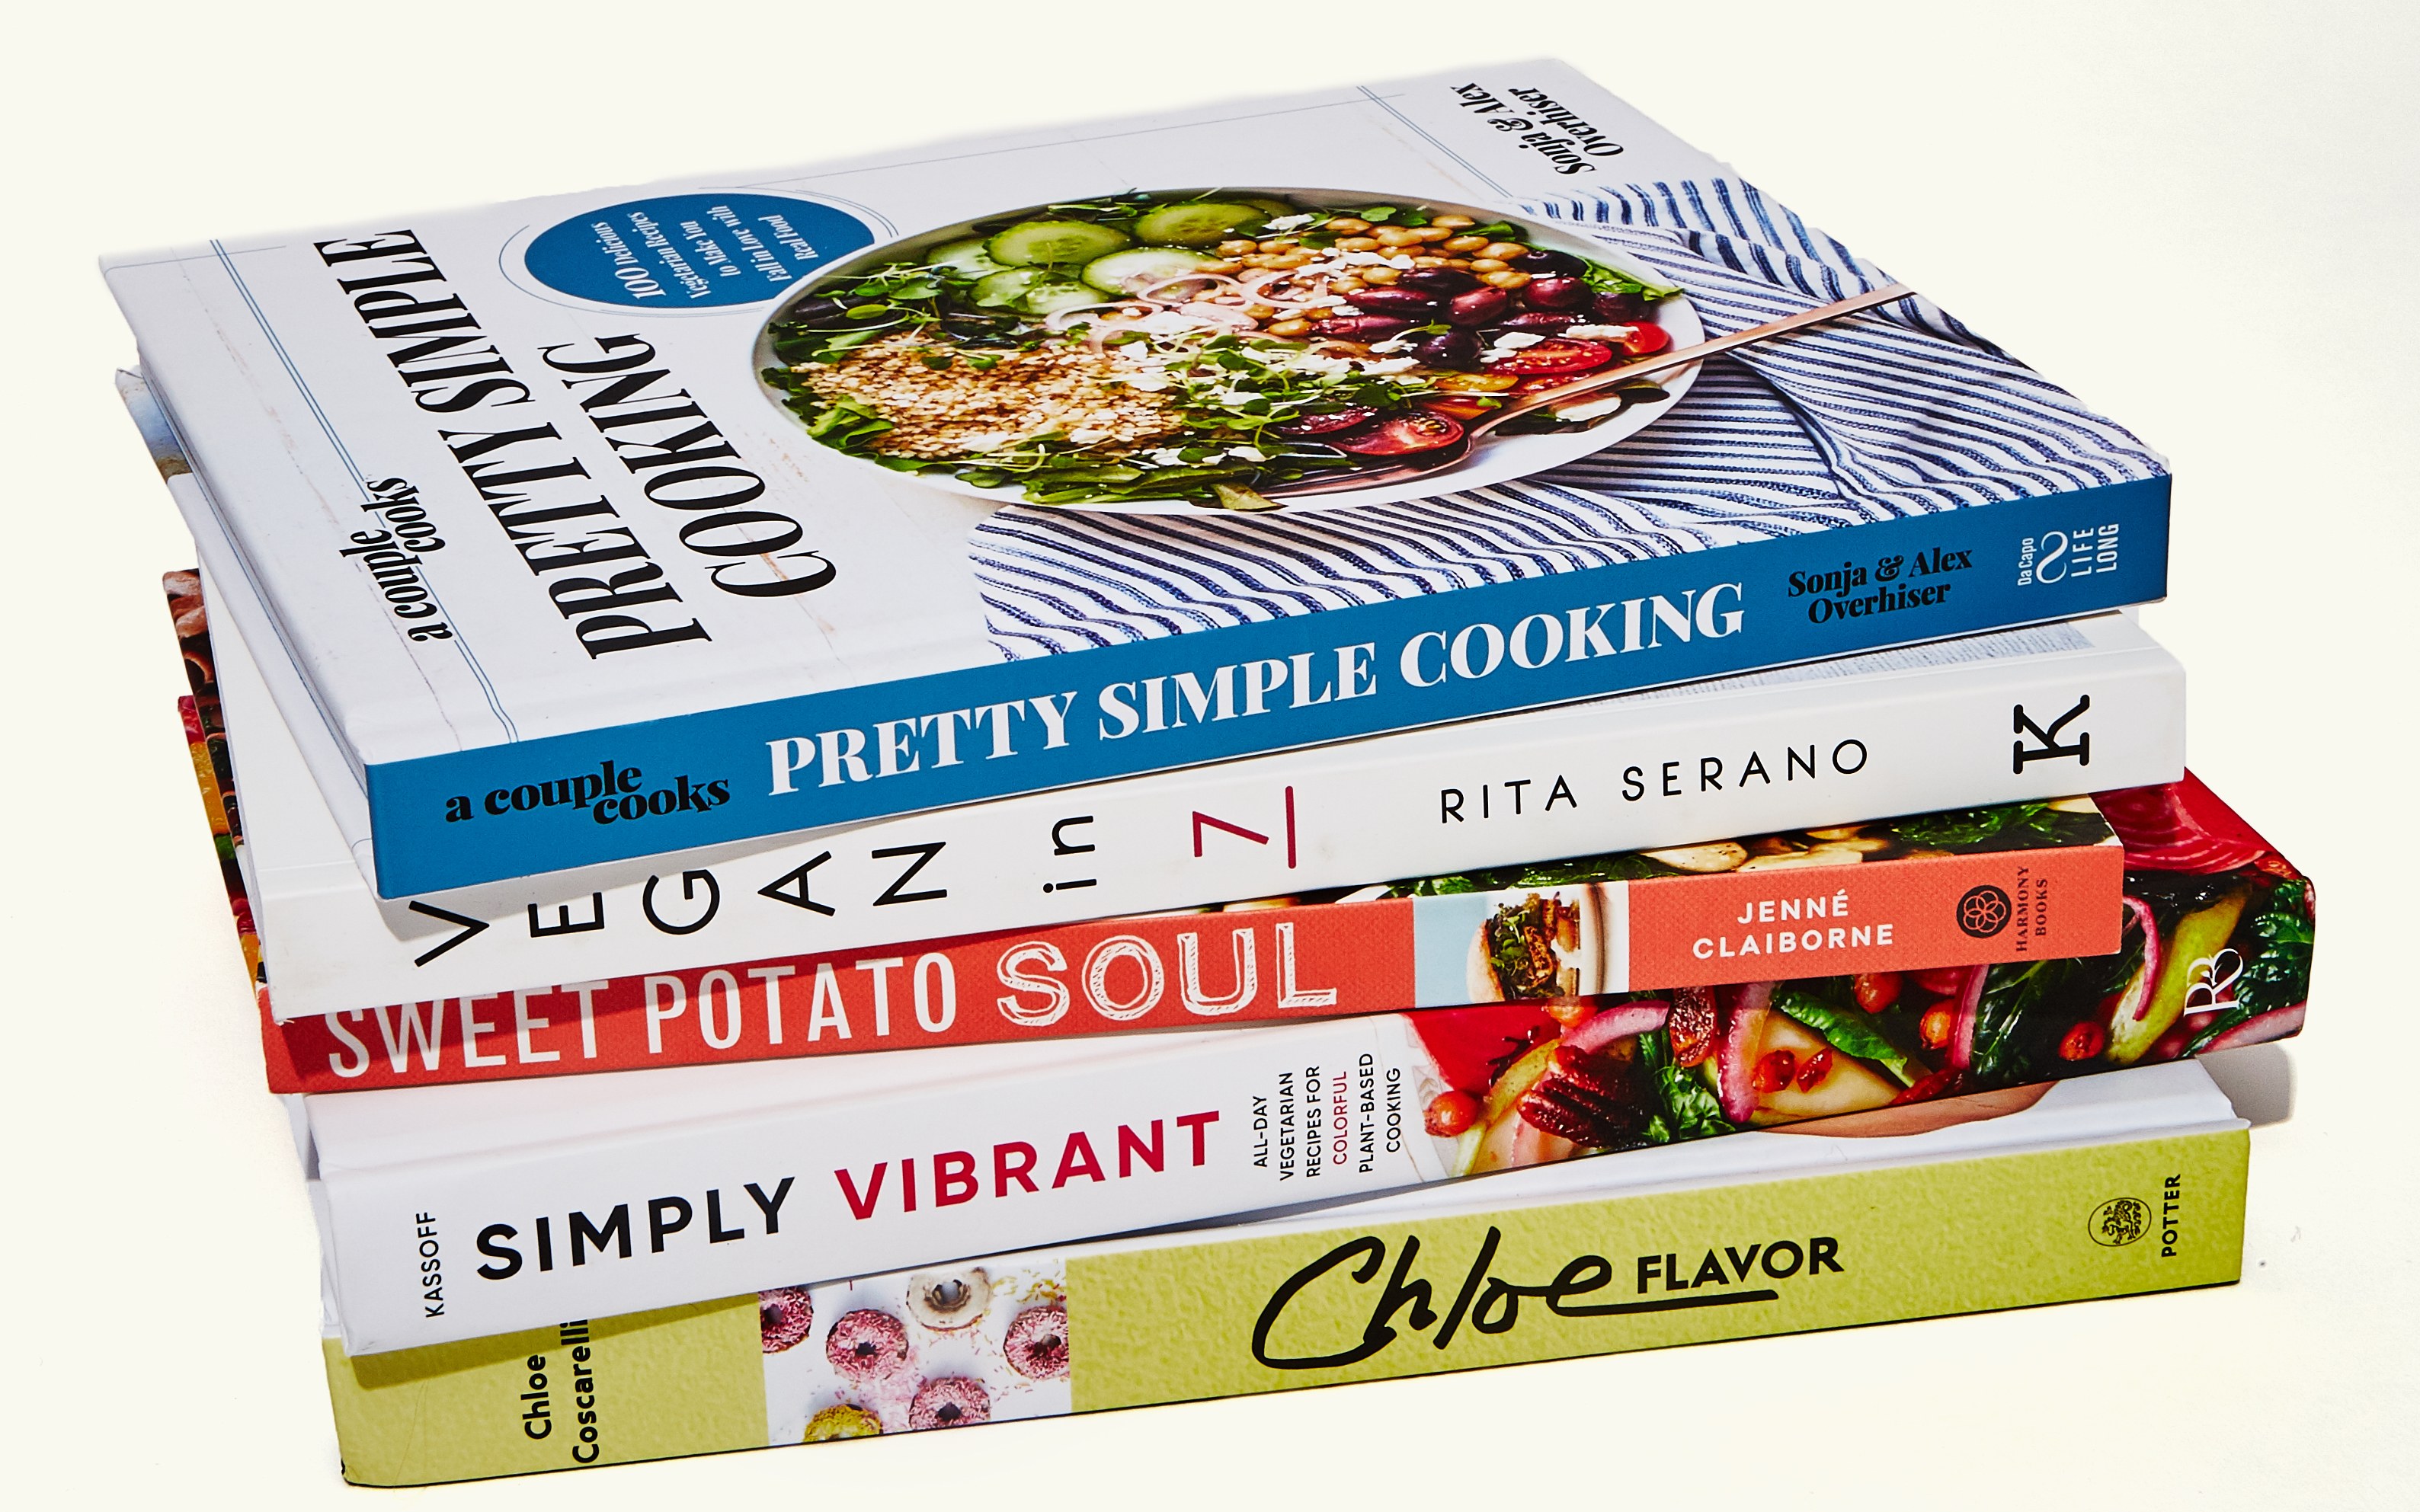 Sonja & Alex
Overhiser
100 Delicious
Vegetarian Recipes
to Make You
Fall in Love with
Real Food
a couple
cooks
PRETTY SIMPLE
COOKING
a couple
cooks
PRETTY SIMPLE COOKING
Sonja & Alex
Overhiser
Da Capo
LIFE
LONG
VEGAN in 7
RITA SERANO
K
SWEET POTATO SOUL
JENNÉ
CLAIBORNE
HARMONY
BOOKS
KASSOFF
SIMPLY VIBRANT
ALL-DAY
VEGETARIAN
RECIPES FOR
COLORFUL
PLANT-BASED
COOKING
RB
Chloe
Coscarelli
Chloe FLAVOR
POTTER